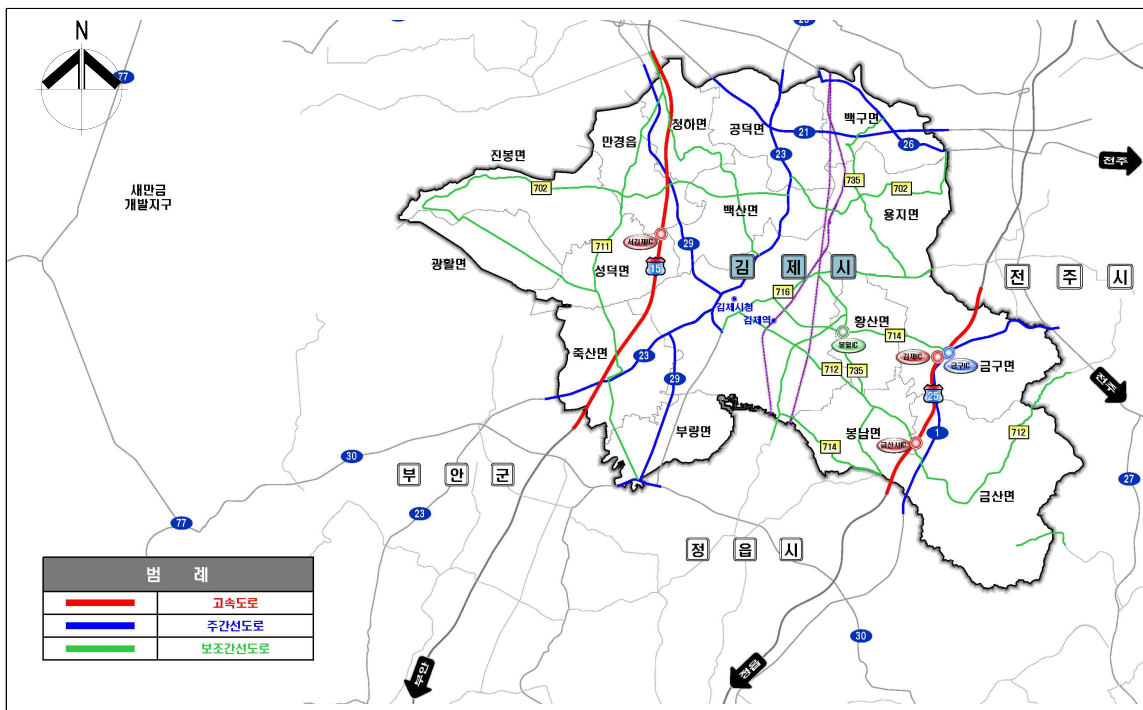 N
23
77
청하면
공덕면
백구면
만경읍
21
26
23
진봉면
전주
702
735
702
새만금
개발지구
백산면
용지면
711
서김제IC
29
광활면
성덕면
15
김 제 시
전 주 시
716
김제시청
김제역
황산면
714
죽산면
23
김제IC
금구IC
금구면
712
735
29
25
전주
부량면
봉남면
1
712
714
금산사IC
30
부 안 군
27
금산면
23
77
정 읍 시
범 례
고속도로
주간선도로
보조간선도로
30
부안
정읍